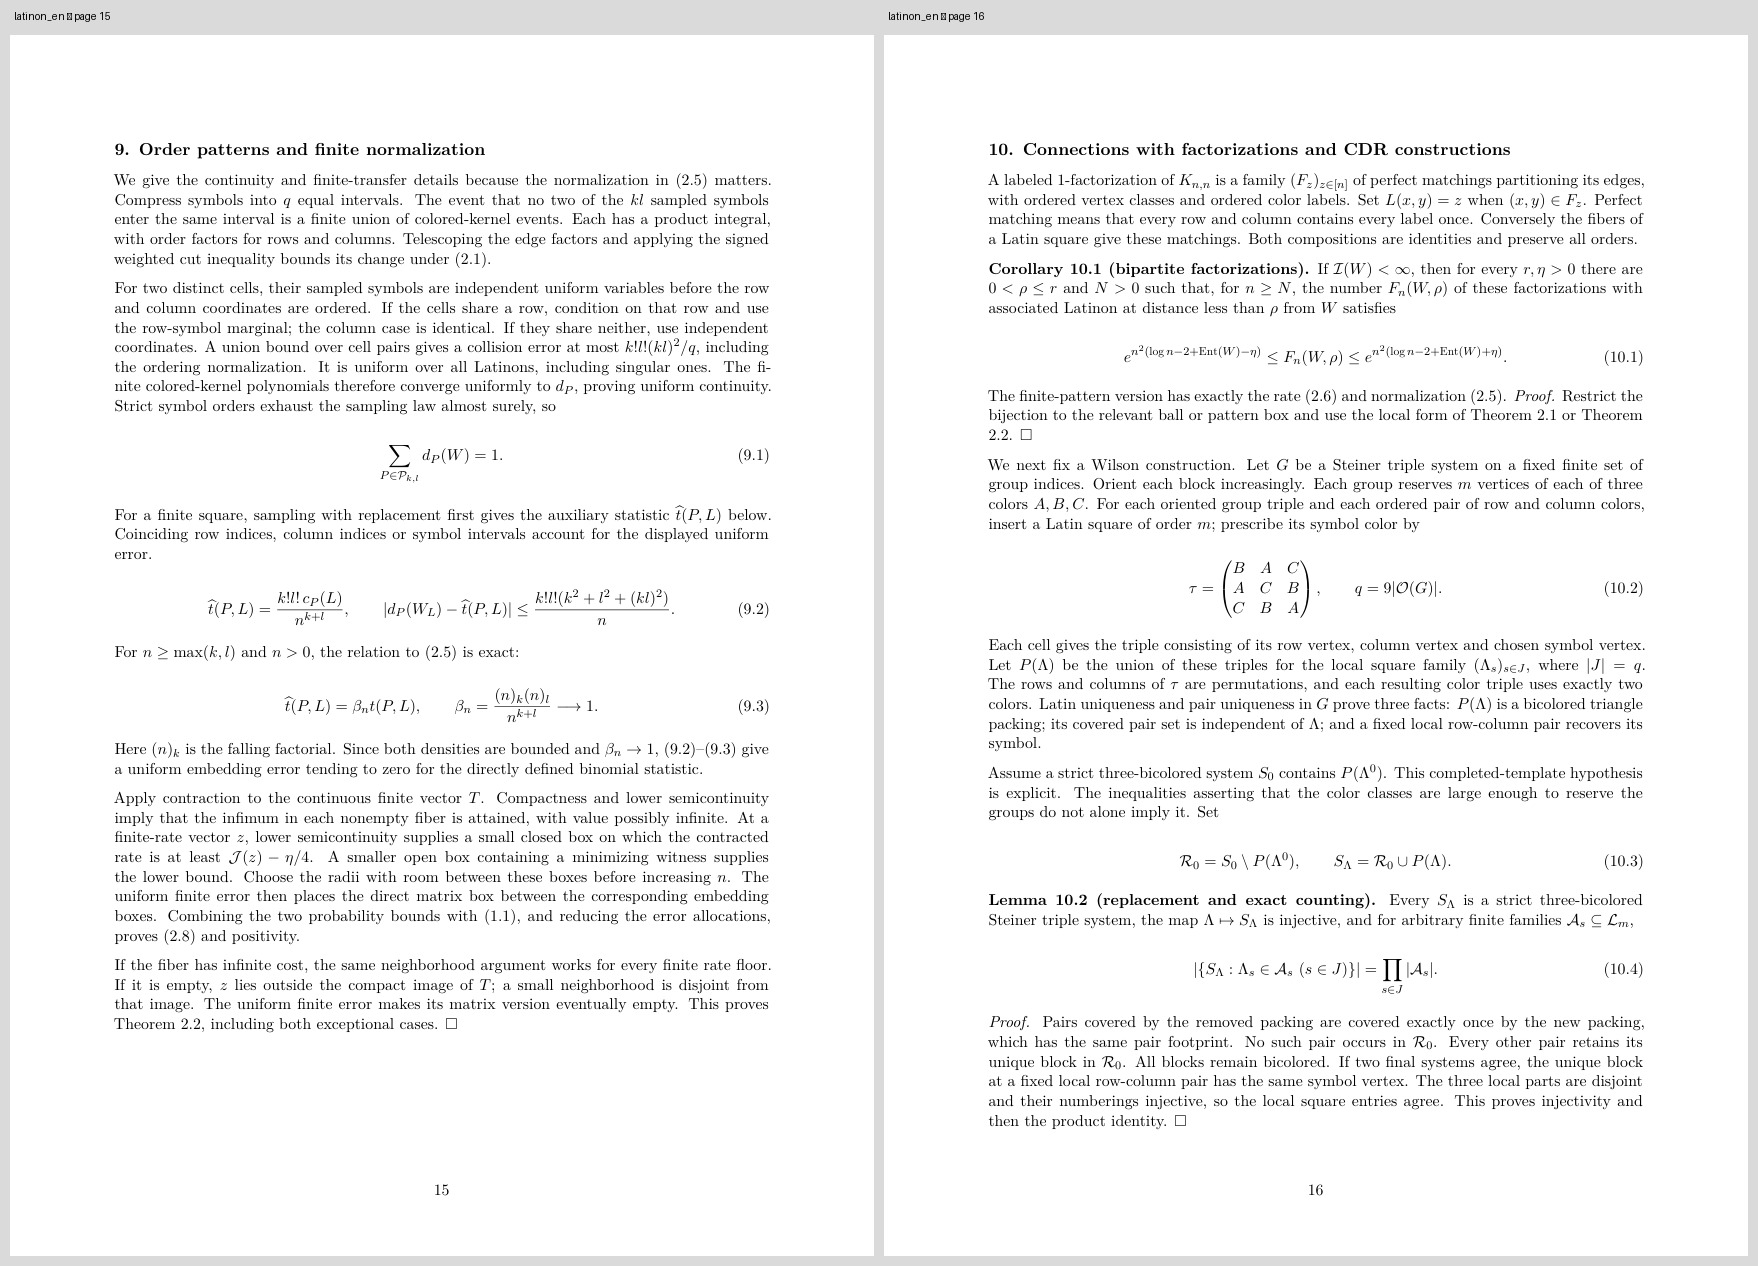 latinon_en page 15
9. Order patterns and finite normalization
We give the continuity and finite-transfer details because the normalization in (2.5) matters.
Compress symbols into q equal intervals. The event that no two of the kl sampled symbols
enter the same interval is a finite union of colored-kernel events. Each has a product integral,
with order factors for rows and columns. Telescoping the edge factors and applying the signed
weighted cut inequality bounds its change under (2.1).
For two distinct cells, their sampled symbols are independent uniform variables before the row
and column coordinates are ordered. If the cells share a row, condition on that row and use
the row-symbol marginal; the column case is identical. If they share neither, use independent
coordinates. A union bound over cell pairs gives a collision error at most k!l!(kl)²/q, including
the ordering normalization. It is uniform over all Latinons, including singular ones. The fi-
nite colored-kernel polynomials therefore converge uniformly to d_P, proving uniform continuity.
Strict symbol orders exhaust the sampling law almost surely, so
∑_{P∈𝒫_{k,l}} d_P(W) = 1. (9.1)
For a finite square, sampling with replacement first gives the auxiliary statistic t̂(P, L) below.
Coinciding row indices, column indices or symbol intervals account for the displayed uniform
error.
t̂(P, L) = k!l! c_P(L) / n^{k+l}, |d_P(W_L) − t̂(P, L)| ≤ k!l!(k² + l² + (kl)²) / n. (9.2)
For n ≥ max(k, l) and n > 0, the relation to (2.5) is exact:
t̂(P, L) = β_n t(P, L), β_n = (n)_k(n)_l / n^{k+l} ⟶ 1. (9.3)
Here (n)_k is the falling factorial. Since both densities are bounded and β_n → 1, (9.2)–(9.3) give
a uniform embedding error tending to zero for the directly defined binomial statistic.
Apply contraction to the continuous finite vector T. Compactness and lower semicontinuity
imply that the infimum in each nonempty fiber is attained, with value possibly infinite. At a
finite-rate vector z, lower semicontinuity supplies a small closed box on which the contracted
rate is at least 𝒥(z) − η/4. A smaller open box containing a minimizing witness supplies
the lower bound. Choose the radii with room between these boxes before increasing n. The
uniform finite error then places the direct matrix box between the corresponding embedding
boxes. Combining the two probability bounds with (1.1), and reducing the error allocations,
proves (2.8) and positivity.
If the fiber has infinite cost, the same neighborhood argument works for every finite rate floor.
If it is empty, z lies outside the compact image of T; a small neighborhood is disjoint from
that image. The uniform finite error makes its matrix version eventually empty. This proves
Theorem 2.2, including both exceptional cases. □
15
latinon_en page 16
10. Connections with factorizations and CDR constructions
A labeled 1-factorization of K_{n,n} is a family (F_z)_{z∈[n]} of perfect matchings partitioning its edges,
with ordered vertex classes and ordered color labels. Set L(x, y) = z when (x, y) ∈ F_z. Perfect
matching means that every row and column contains every label once. Conversely the fibers of
a Latin square give these matchings. Both compositions are identities and preserve all orders.
Corollary 10.1 (bipartite factorizations). If ℐ(W) < ∞, then for every r, η > 0 there are
0 < ρ ≤ r and N > 0 such that, for n ≥ N, the number F_n(W, ρ) of these factorizations with
associated Latinon at distance less than ρ from W satisfies
e^{n²(log n−2+Ent(W)−η)} ≤ F_n(W, ρ) ≤ e^{n²(log n−2+Ent(W)+η)}. (10.1)
The finite-pattern version has exactly the rate (2.6) and normalization (2.5). Proof. Restrict the
bijection to the relevant ball or pattern box and use the local form of Theorem 2.1 or Theorem
2.2. □
We next fix a Wilson construction. Let G be a Steiner triple system on a fixed finite set of
group indices. Orient each block increasingly. Each group reserves m vertices of each of three
colors A, B, C. For each oriented group triple and each ordered pair of row and column colors,
insert a Latin square of order m; prescribe its symbol color by
B A C
τ = ( A C B ), q = 9|𝒪(G)|. (10.2)
C B A
Each cell gives the triple consisting of its row vertex, column vertex and chosen symbol vertex.
Let P(Λ) be the union of these triples for the local square family (Λ_s)_{s∈J}, where |J| = q.
The rows and columns of τ are permutations, and each resulting color triple uses exactly two
colors. Latin uniqueness and pair uniqueness in G prove three facts: P(Λ) is a bicolored triangle
packing; its covered pair set is independent of Λ; and a fixed local row-column pair recovers its
symbol.
Assume a strict three-bicolored system S_0 contains P(Λ⁰). This completed-template hypothesis
is explicit. The inequalities asserting that the color classes are large enough to reserve the
groups do not alone imply it. Set
ℛ_0 = S_0 \ P(Λ⁰), S_Λ = ℛ_0 ∪ P(Λ). (10.3)
Lemma 10.2 (replacement and exact counting). Every S_Λ is a strict three-bicolored
Steiner triple system, the map Λ ↦ S_Λ is injective, and for arbitrary finite families 𝒜_s ⊆ ℒ_m,
|{S_Λ : Λ_s ∈ 𝒜_s (s ∈ J)}| = ∏_{s∈J} |𝒜_s|. (10.4)
Proof. Pairs covered by the removed packing are covered exactly once by the new packing,
which has the same pair footprint. No such pair occurs in ℛ_0. Every other pair retains its
unique block in ℛ_0. All blocks remain bicolored. If two final systems agree, the unique block
at a fixed local row-column pair has the same symbol vertex. The three local parts are disjoint
and their numberings injective, so the local square entries agree. This proves injectivity and
then the product identity. □
16